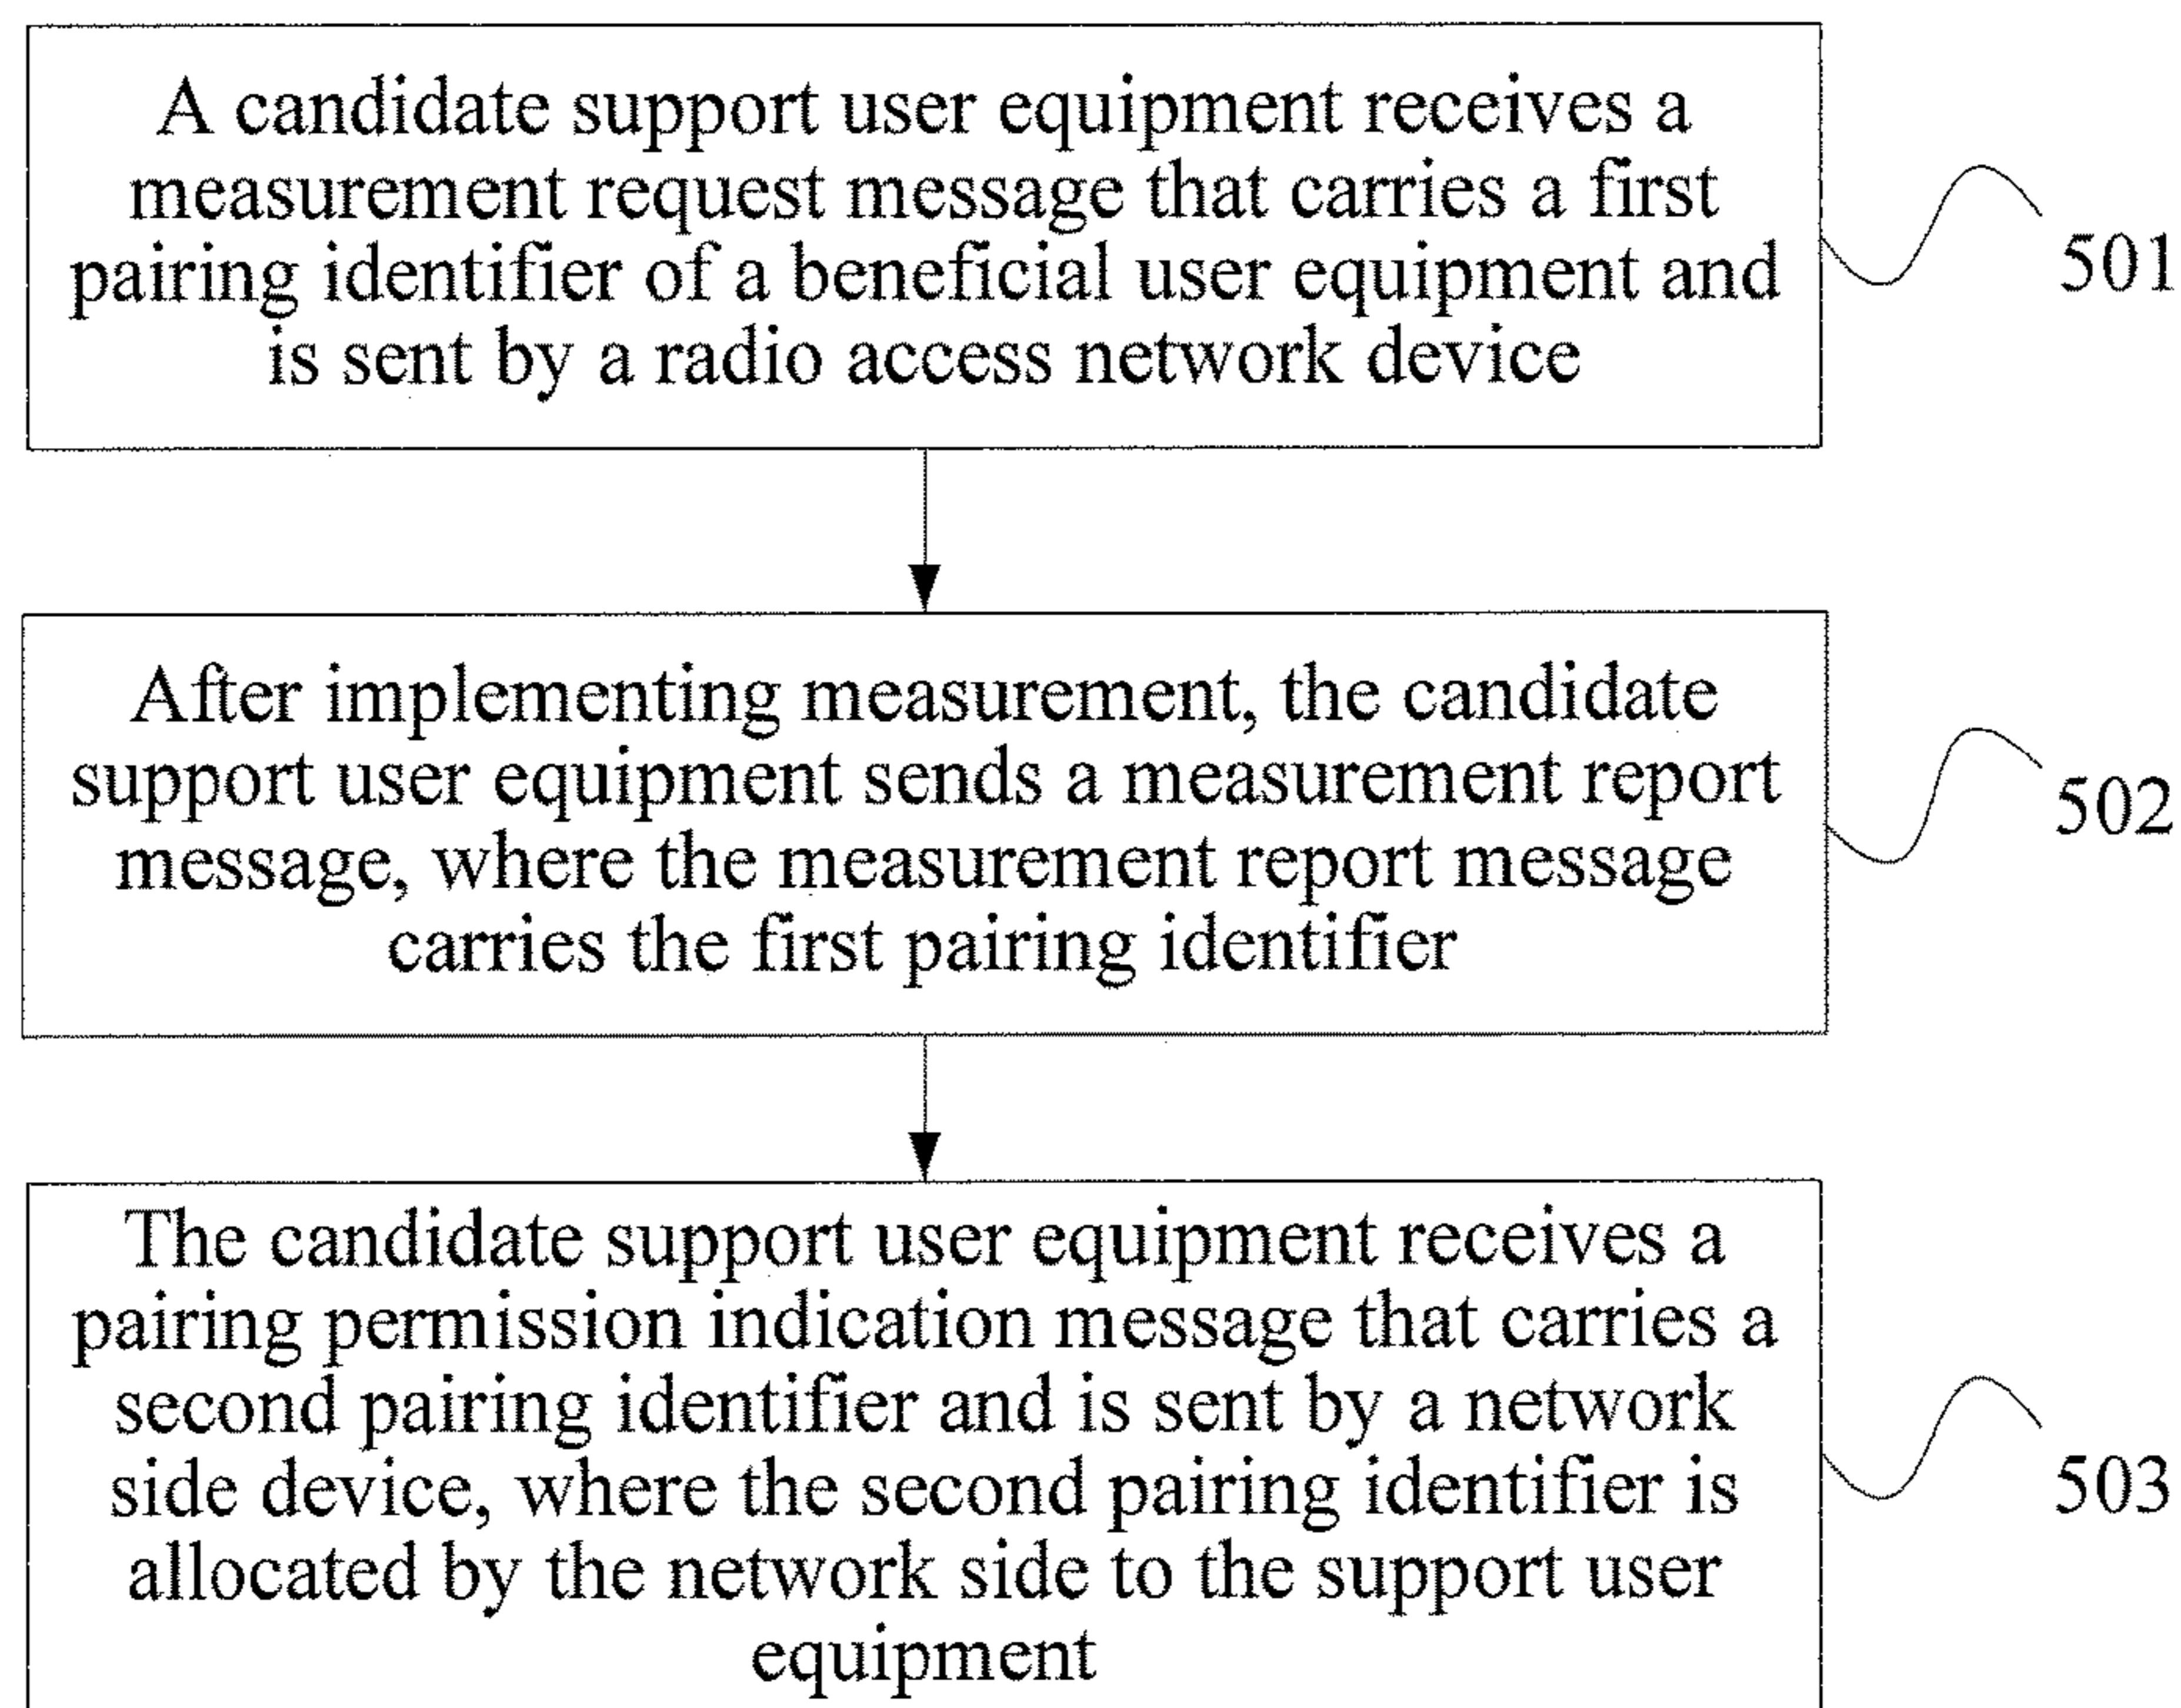 A candidate support user equipment receives a
measurement request message that carries a first
pairing identifier of a beneficial user equipment and
is sent by a radio access network device
501
After implementing measurement, the candidate
support user equipment sends a measurement report
message, where the measurement report message
carries the first pairing identifier
502
The candidate support user equipment receives a
pairing permission indication message that carries a
second pairing identifier and is sent by a network
side device, where the second pairing identifier is
allocated by the network side to the support user
equipment
503